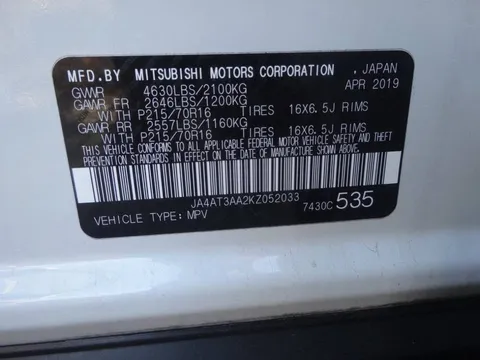 MFD.BY MITSUBISHI MOTORS CORPORATION , JAPAN
GVWR 4630LBS/2100KG APR 2019
GAWR FR 2646LBS/1200KG
WITH P215/70R16 TIRES 16X6.5J RIMS
GAWR RR 2557LBS/1160KG
WITH P215/70R16 TIRES 16X6.5J RIMS
THIS VEHICLE CONFORMS TO ALL APPLICABLE FEDERAL MOTOR VEHICLE SAFETY AND THEFT
PREVENTION STANDARDS IN EFFECT ON THE DATE OF MANUFACTURE SHOWN ABOVE.
JA4AT3AA2KZ052033
VEHICLE TYPE: MPV 7430C 535